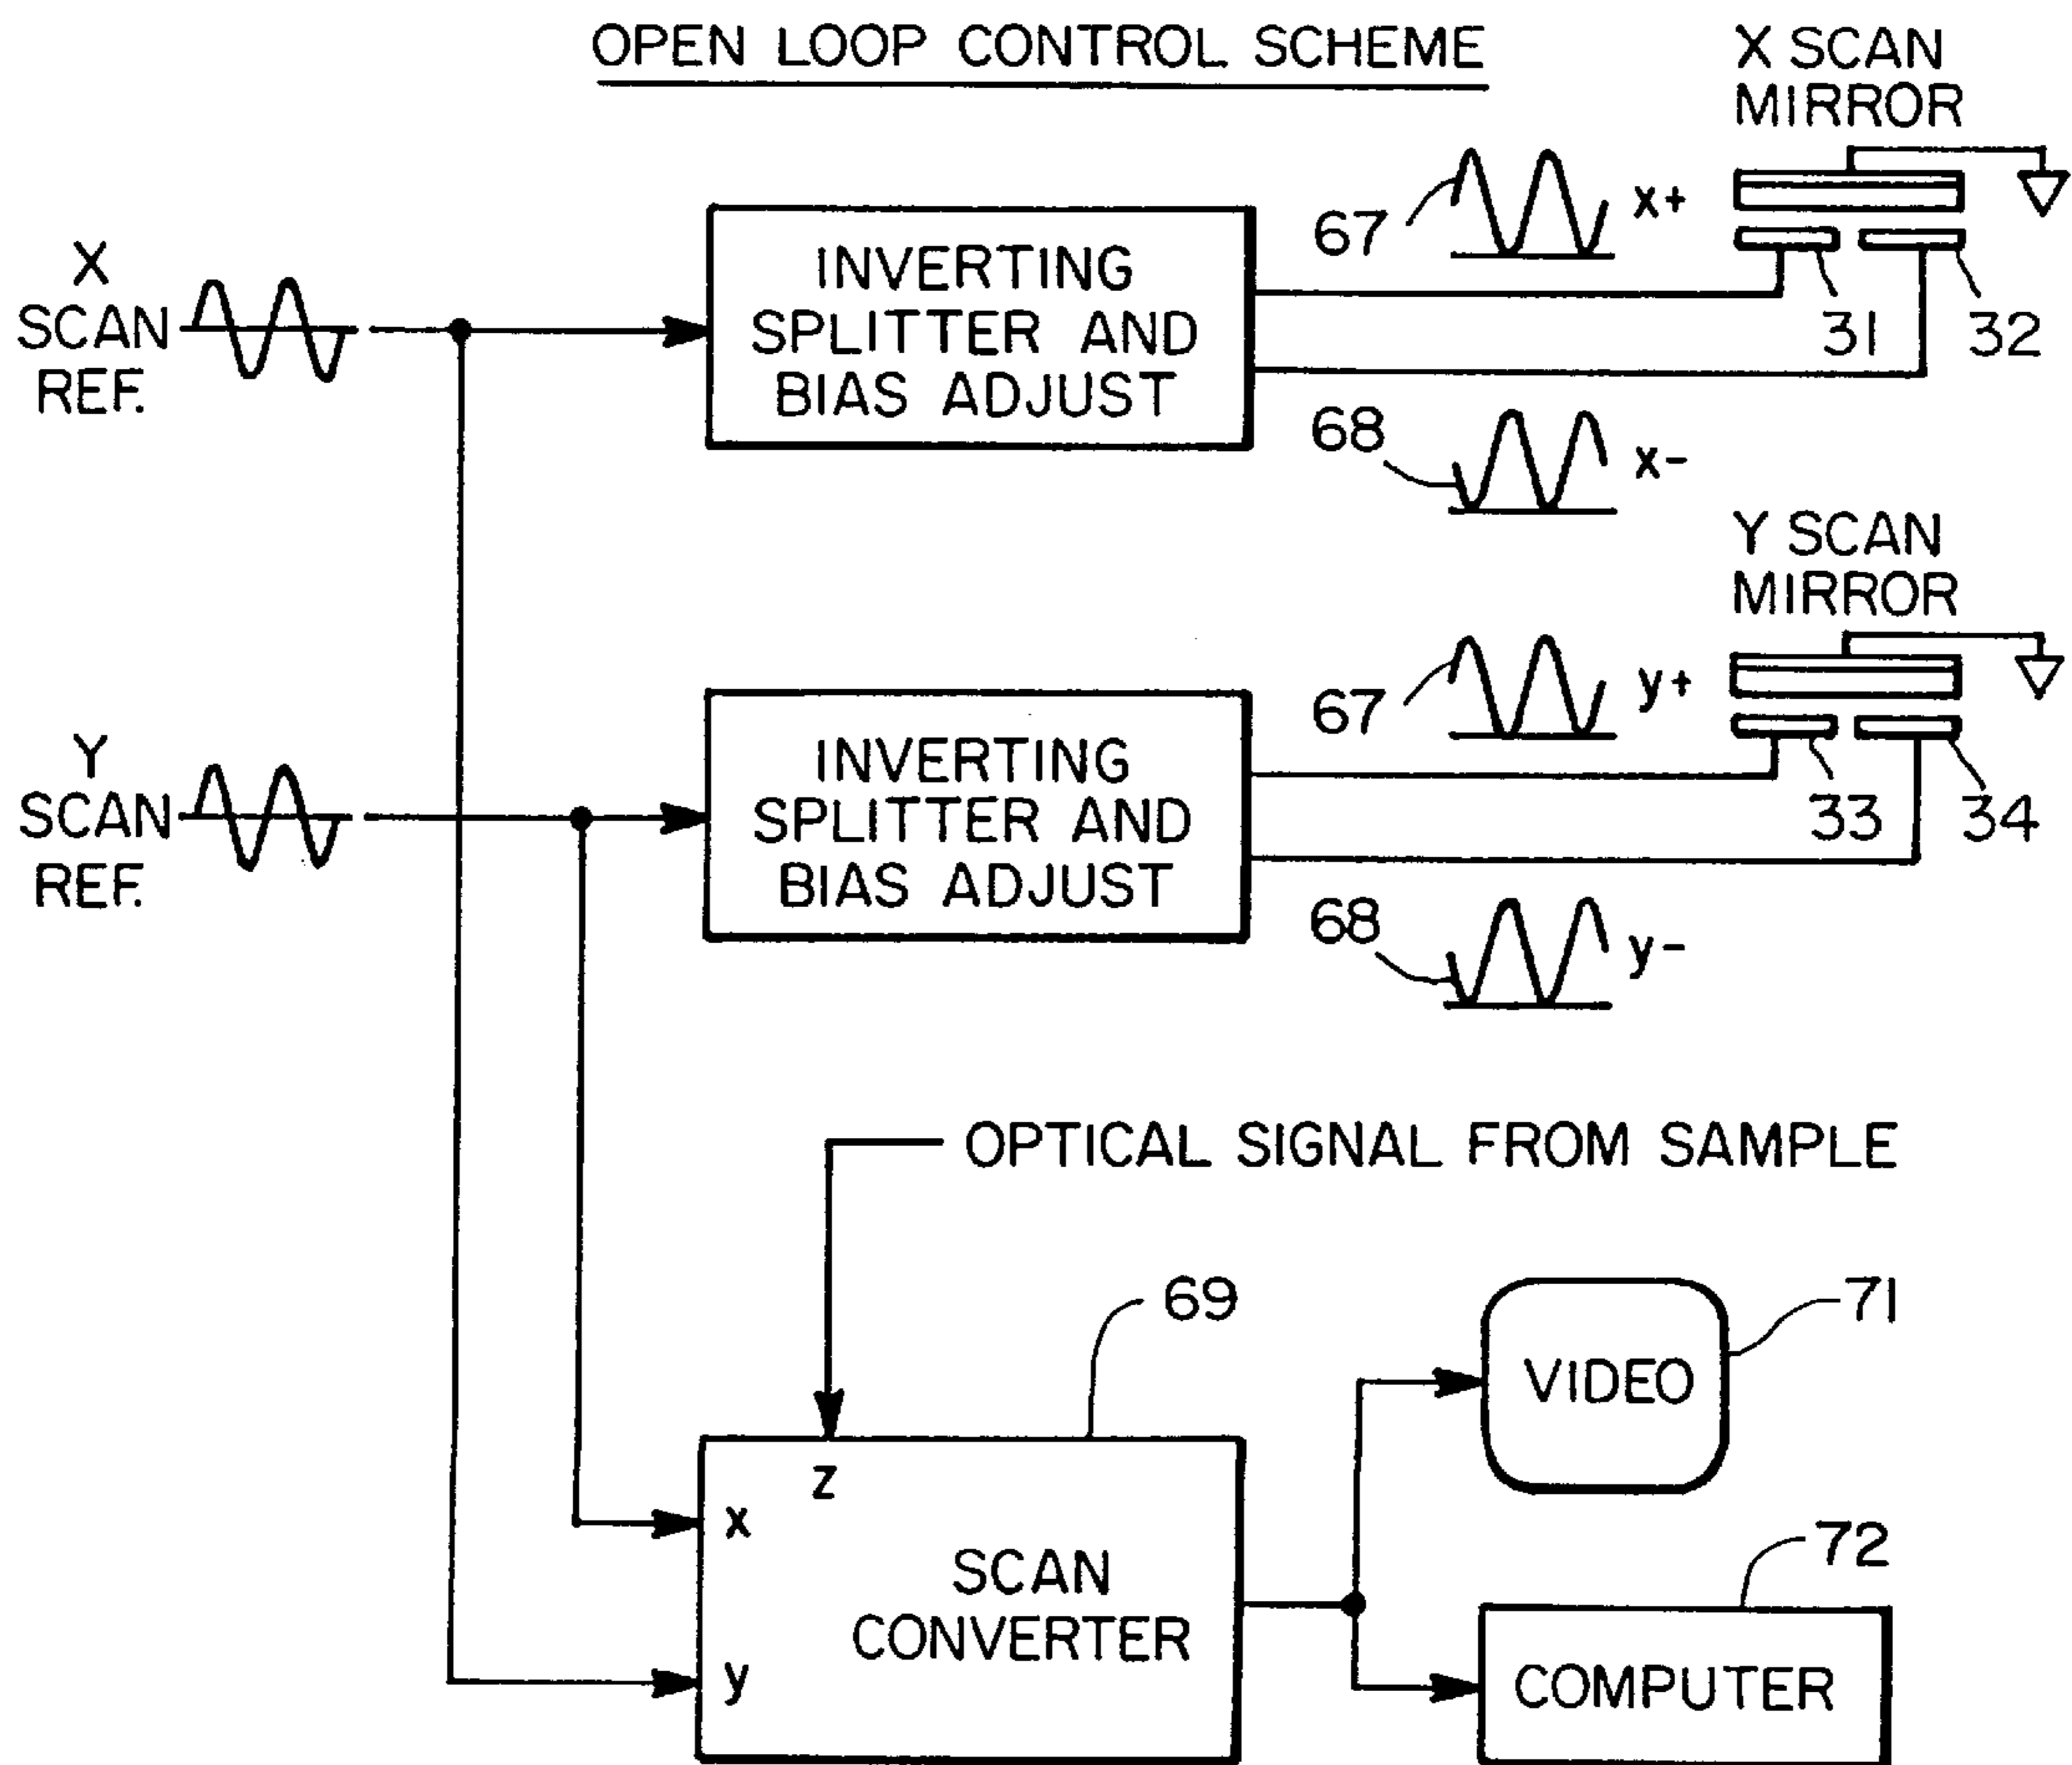 OPEN LOOP CONTROL SCHEME
X SCAN
MIRROR
67
x+
X
SCAN
REF.
INVERTING
SPLITTER AND
BIAS ADJUST
31
32
68
x-
Y SCAN
MIRROR
67
y+
Y
SCAN
REF.
INVERTING
SPLITTER AND
BIAS ADJUST
33
34
68
y-
OPTICAL SIGNAL FROM SAMPLE
69
71
VIDEO
z
x
SCAN
CONVERTER
y
72
COMPUTER